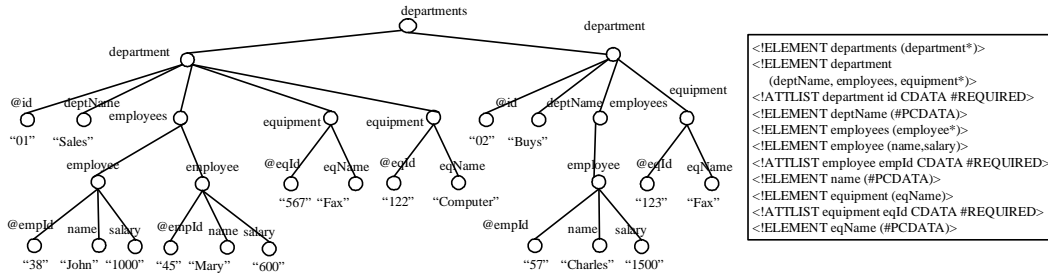 departments
department
department
@id
deptName
employees
equipment
equipment
@id
deptName
employees
equipment
“01”
“Sales”
“02”
“Buys”
employee
employee
@eqId
eqName
@eqId
eqName
employee
@eqId
eqName
“567”
“Fax”
“122”
“Computer”
“123”
“Fax”
@empId
name
salary
@empId
name
salary
@empId
name
salary
“38”
“John”
“1000”
“45”
“Mary”
“600”
“57”
“Charles”
“1500”
<!ELEMENT departments (department*)>
<!ELEMENT department
(deptName, employees, equipment*)>
<!ATTLIST department id CDATA #REQUIRED>
<!ELEMENT deptName (#PCDATA)>
<!ELEMENT employees (employee*)>
<!ELEMENT employee (name,salary)>
<!ATTLIST employee empId CDATA #REQUIRED>
<!ELEMENT name (#PCDATA)>
<!ELEMENT equipment (eqName)>
<!ATTLIST equipment eqId CDATA #REQUIRED>
<!ELEMENT eqName (#PCDATA)>